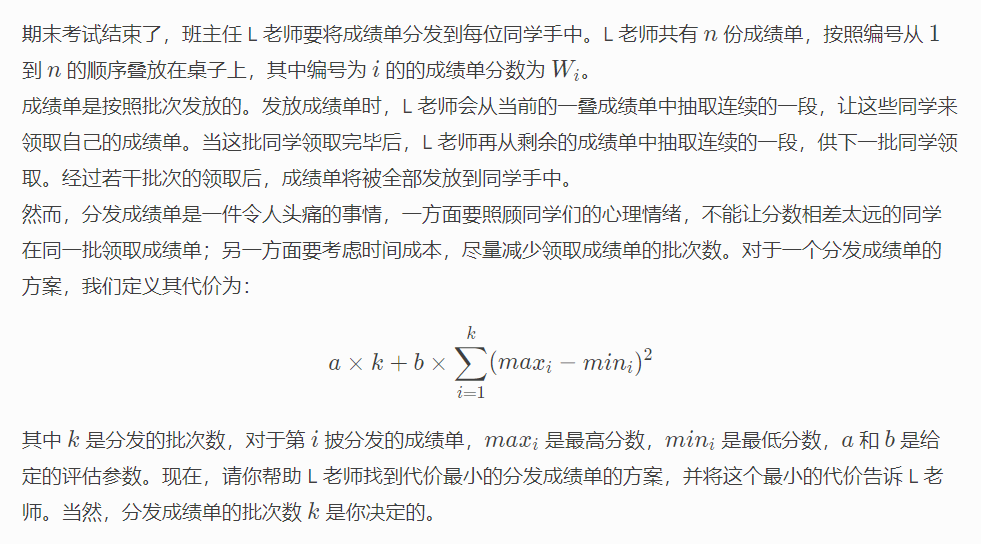 期末考试结束了，班主任 L 老师要将成绩单分发到每位同学手中。L 老师共有 n 份成绩单，按照编号从 1
到 n 的顺序叠放在桌子上，其中编号为 i 的的成绩单分数为 W_i。
成绩单是按照批次发放的。发放成绩单时，L 老师会从当前的一叠成绩单中抽取连续的一段，让这些同学来
领取自己的成绩单。当这批同学领取完毕后，L 老师再从剩余的成绩单中抽取连续的一段，供下一批同学领
取。经过若干批次的领取后，成绩单将被全部发放到同学手中。
然而，分发成绩单是一件令人头痛的事情，一方面要照顾同学们的心理情绪，不能让分数相差太远的同学
在同一批领取成绩单；另一方面要考虑时间成本，尽量减少领取成绩单的批次数。对于一个分发成绩单的
方案，我们定义其代价为：
a × k + b × ∑_{i=1}^{k} (max_i − min_i)^2
其中 k 是分发的批次数，对于第 i 披分发的成绩单，max_i 是最高分数，min_i 是最低分数，a 和 b 是给
定的评估参数。现在，请你帮助 L 老师找到代价最小的分发成绩单的方案，并将这个最小的代价告诉 L 老
师。当然，分发成绩单的批次数 k 是你决定的。